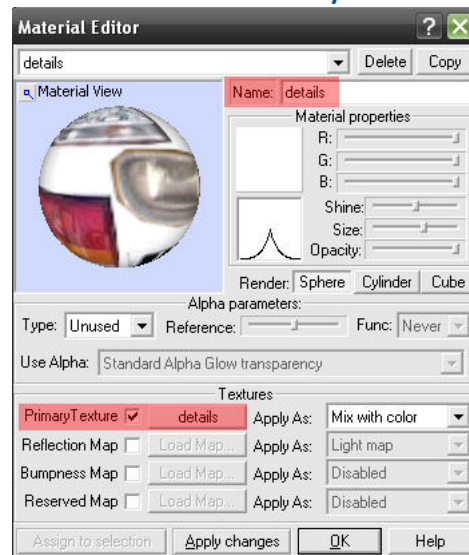 Material Editor ?
details Delete Copy
Material View
Name: details
Material properties
R:
G:
B:
Shine:
Size:
Opacity:
Render: Sphere Cylinder Cube
Alpha parameters:
Type: Unused Reference: Func: Never
Use Alpha: Standard Alpha Glow transparency
Textures
PrimaryTexture details Apply As: Mix with color
Reflection Map Load Map... Apply As: Light map
Bumpness Map Load Map... Apply As: Disabled
Reserved Map Load Map... Apply As: Disabled
Assign to selection Apply changes OK Help